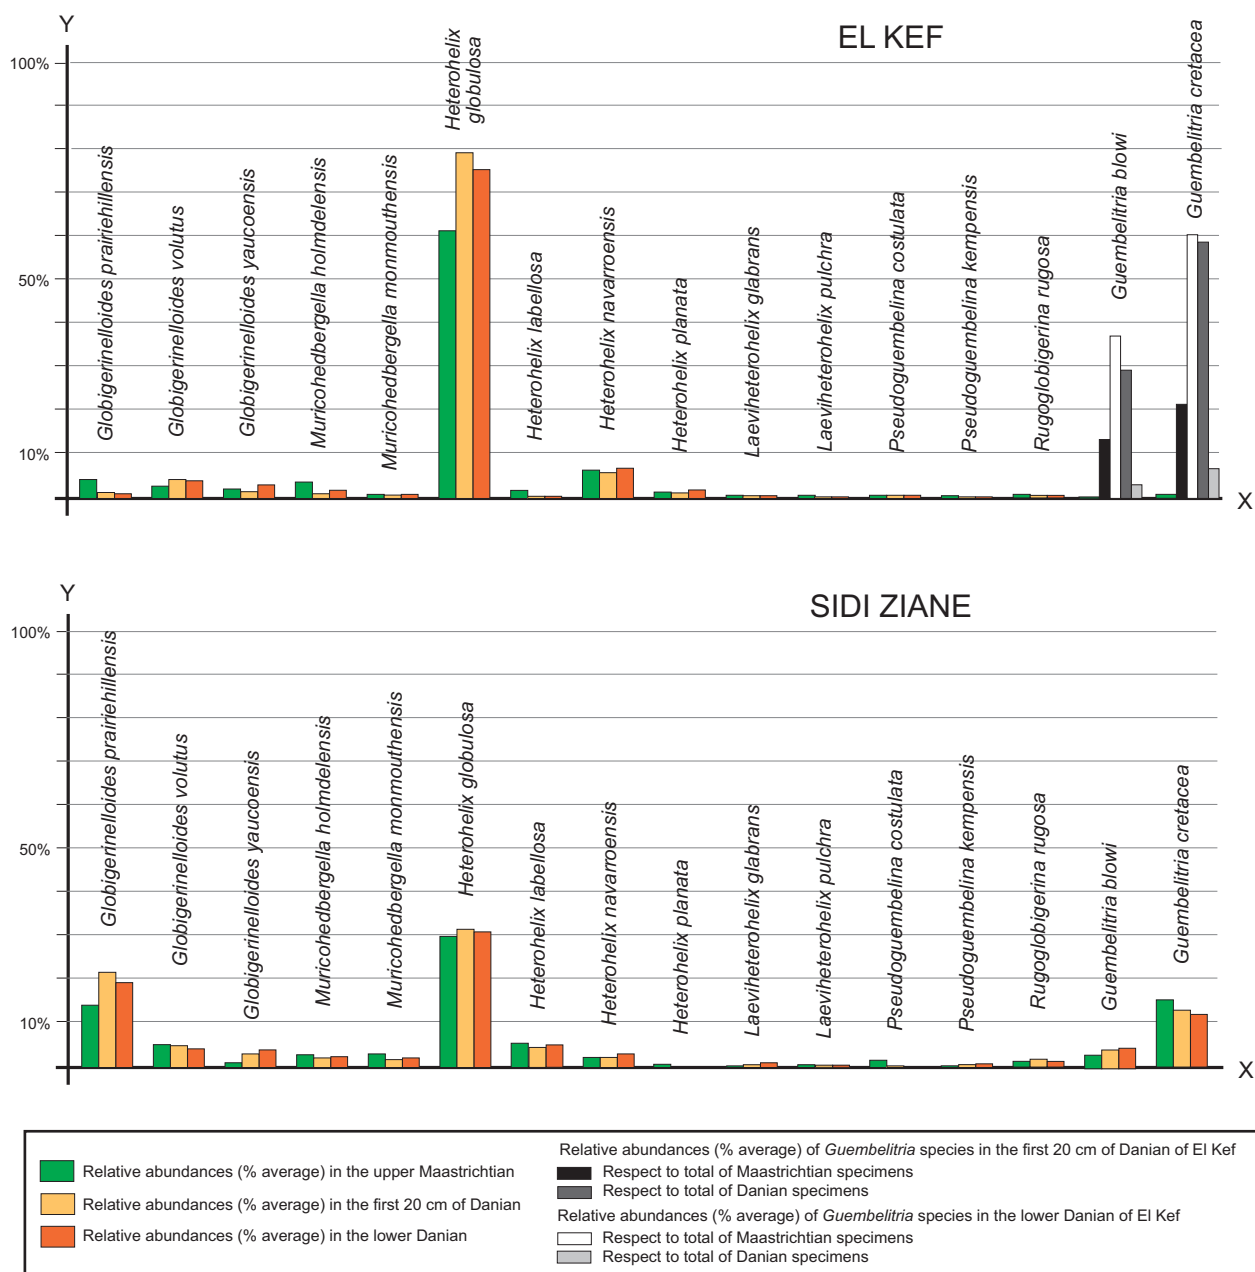 Y
EL KEF
100%
50%
10%
Globigerinelloides prairiehillensis
Globigerinelloides volutus
Globigerinelloides yaucoensis
Muricohedbergella holmdelensis
Muricohedbergella monmouthensis
Heterohelix
globulosa
Heterohelix labellosa
Heterohelix navarroensis
Heterohelix planata
Laeviheterohelix glabrans
Laeviheterohelix pulchra
Pseudoguembelina costulata
Pseudoguembelina kempensis
Rugoglobigerina rugosa
Guembelitria blowi
Guembelitria cretacea
X
Y
SIDI ZIANE
100%
50%
10%
Globigerinelloides prairiehillensis
Globigerinelloides volutus
Globigerinelloides yaucoensis
Muricohedbergella holmdelensis
Muricohedbergella monmouthensis
Heterohelix globulosa
Heterohelix labellosa
Heterohelix navarroensis
Heterohelix planata
Laeviheterohelix glabrans
Laeviheterohelix pulchra
Pseudoguembelina costulata
Pseudoguembelina kempensis
Rugoglobigerina rugosa
Guembelitria blowi
Guembelitria cretacea
X
Relative abundances (% average) in the upper Maastrichtian
Relative abundances (% average) in the first 20 cm of Danian
Relative abundances (% average) in the lower Danian
Relative abundances (% average) of Guembelitria species in the first 20 cm of Danian of El Kef
Respect to total of Maastrichtian specimens
Respect to total of Danian specimens
Relative abundances (% average) of Guembelitria species in the lower Danian of El Kef
Respect to total of Maastrichtian specimens
Respect to total of Danian specimens